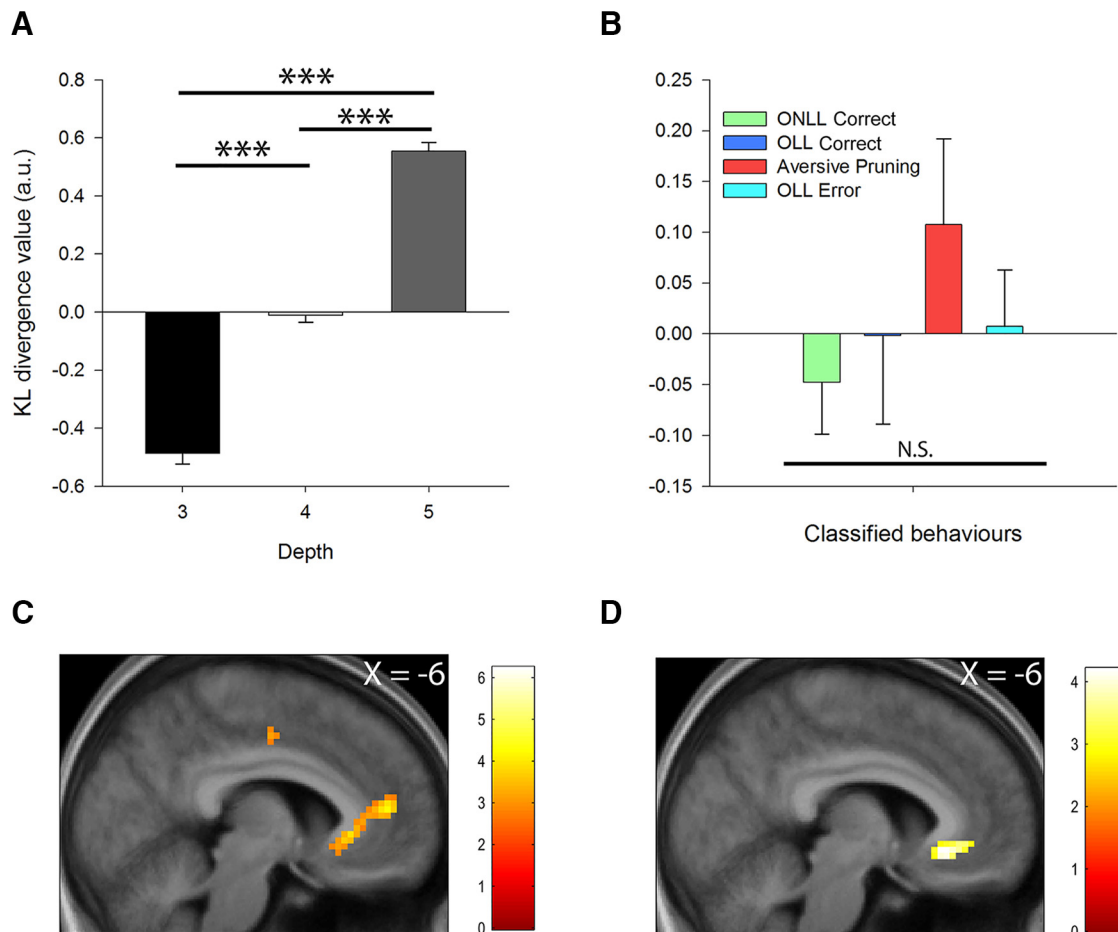 A
KL divergence value (a.u.)
0.8
0.6
0.4
0.2
0.0
-0.2
-0.4
-0.6
***
***
***
3 4 5
Depth
B
0.25
0.20
0.15
0.10
0.05
0.00
-0.05
-0.10
-0.15
ONLL Correct
OLL Correct
Aversive Pruning
OLL Error
N.S.
Classified behaviours
C
X = -6
6
5
4
3
2
1
0
D
X = -6
4
3
2
1
0